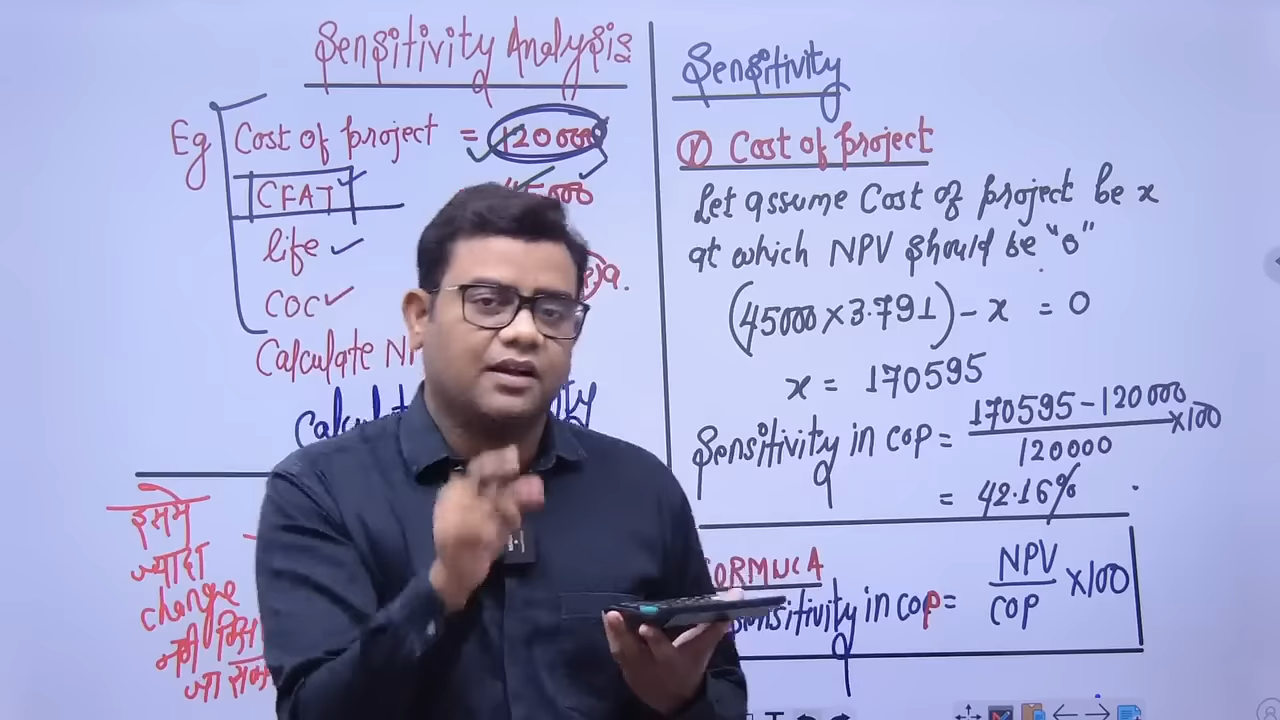 Sensitivity Analysis
Eg
Cost of project = 120000
CFAT
life
COC
a.
Calculate
इसमे
ज्यादा
change
नही किया
जा
Sensitivity
① Cost of project
Let assume Cost of project be x
at which NPV should be "0"
(45000 × 3.791) - x = 0
x = 170595
Sensitivity in COP = 170595 - 120000 / 120000 × 100
= 42.16%
Sensitivity in COP = NPV / COP × 100